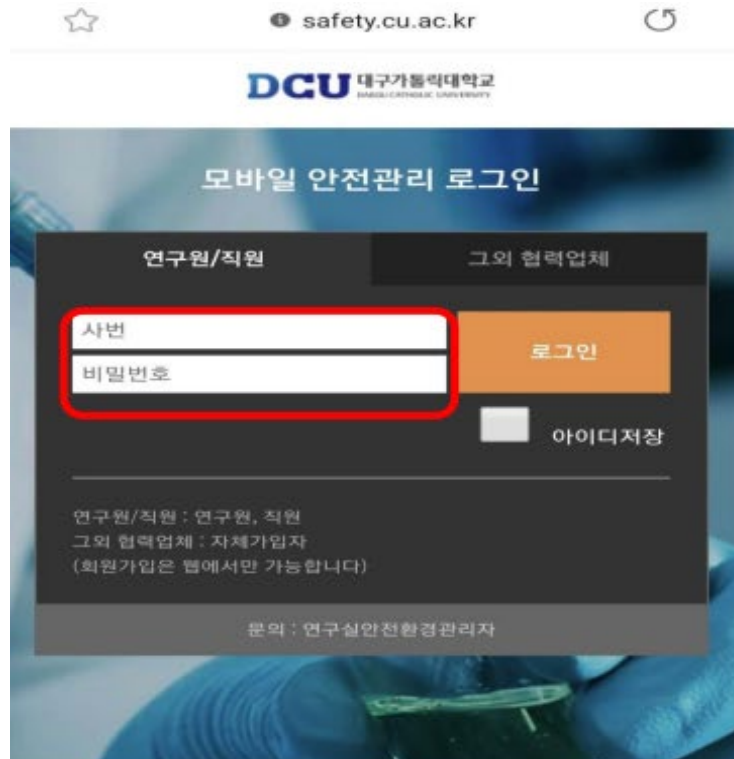 safety.cu.ac.kr
DCU 대구가톨릭대학교
DAEGU CATHOLIC UNIVERSITY
모바일 안전관리 로그인
연구원/직원
그외 협력업체
사번
비밀번호
로그인
아이디저장
연구원/직원 : 연구원, 직원
그외 협력업체 : 자체가입자
(회원가입은 웹에서만 가능합니다)
문의 : 연구실안전환경관리자